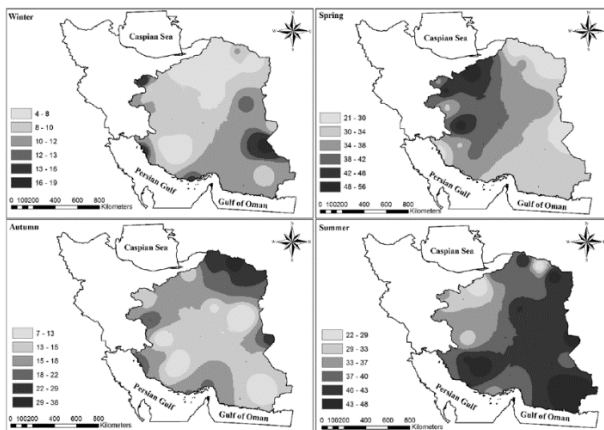 Winter
Caspian Sea
4 - 8
8 - 10
10 - 12
12 - 13
13 - 16
16 - 19
Persian Gulf
Gulf of Oman
0 100200 400 600 800
Kilometers
Spring
Caspian Sea
21 - 30
30 - 34
34 - 38
38 - 42
42 - 48
48 - 56
Persian Gulf
Gulf of Oman
0 100200 400 600 800
Kilometers
Autumn
Caspian Sea
7 - 13
13 - 15
15 - 18
18 - 22
22 - 29
29 - 38
Persian Gulf
Gulf of Oman
0 100200 400 600 800
Kilometers
Summer
Caspian Sea
22 - 29
29 - 33
33 - 37
37 - 40
40 - 43
43 - 48
Persian Gulf
Gulf of Oman
0 100200 400 600 800
Kilometers